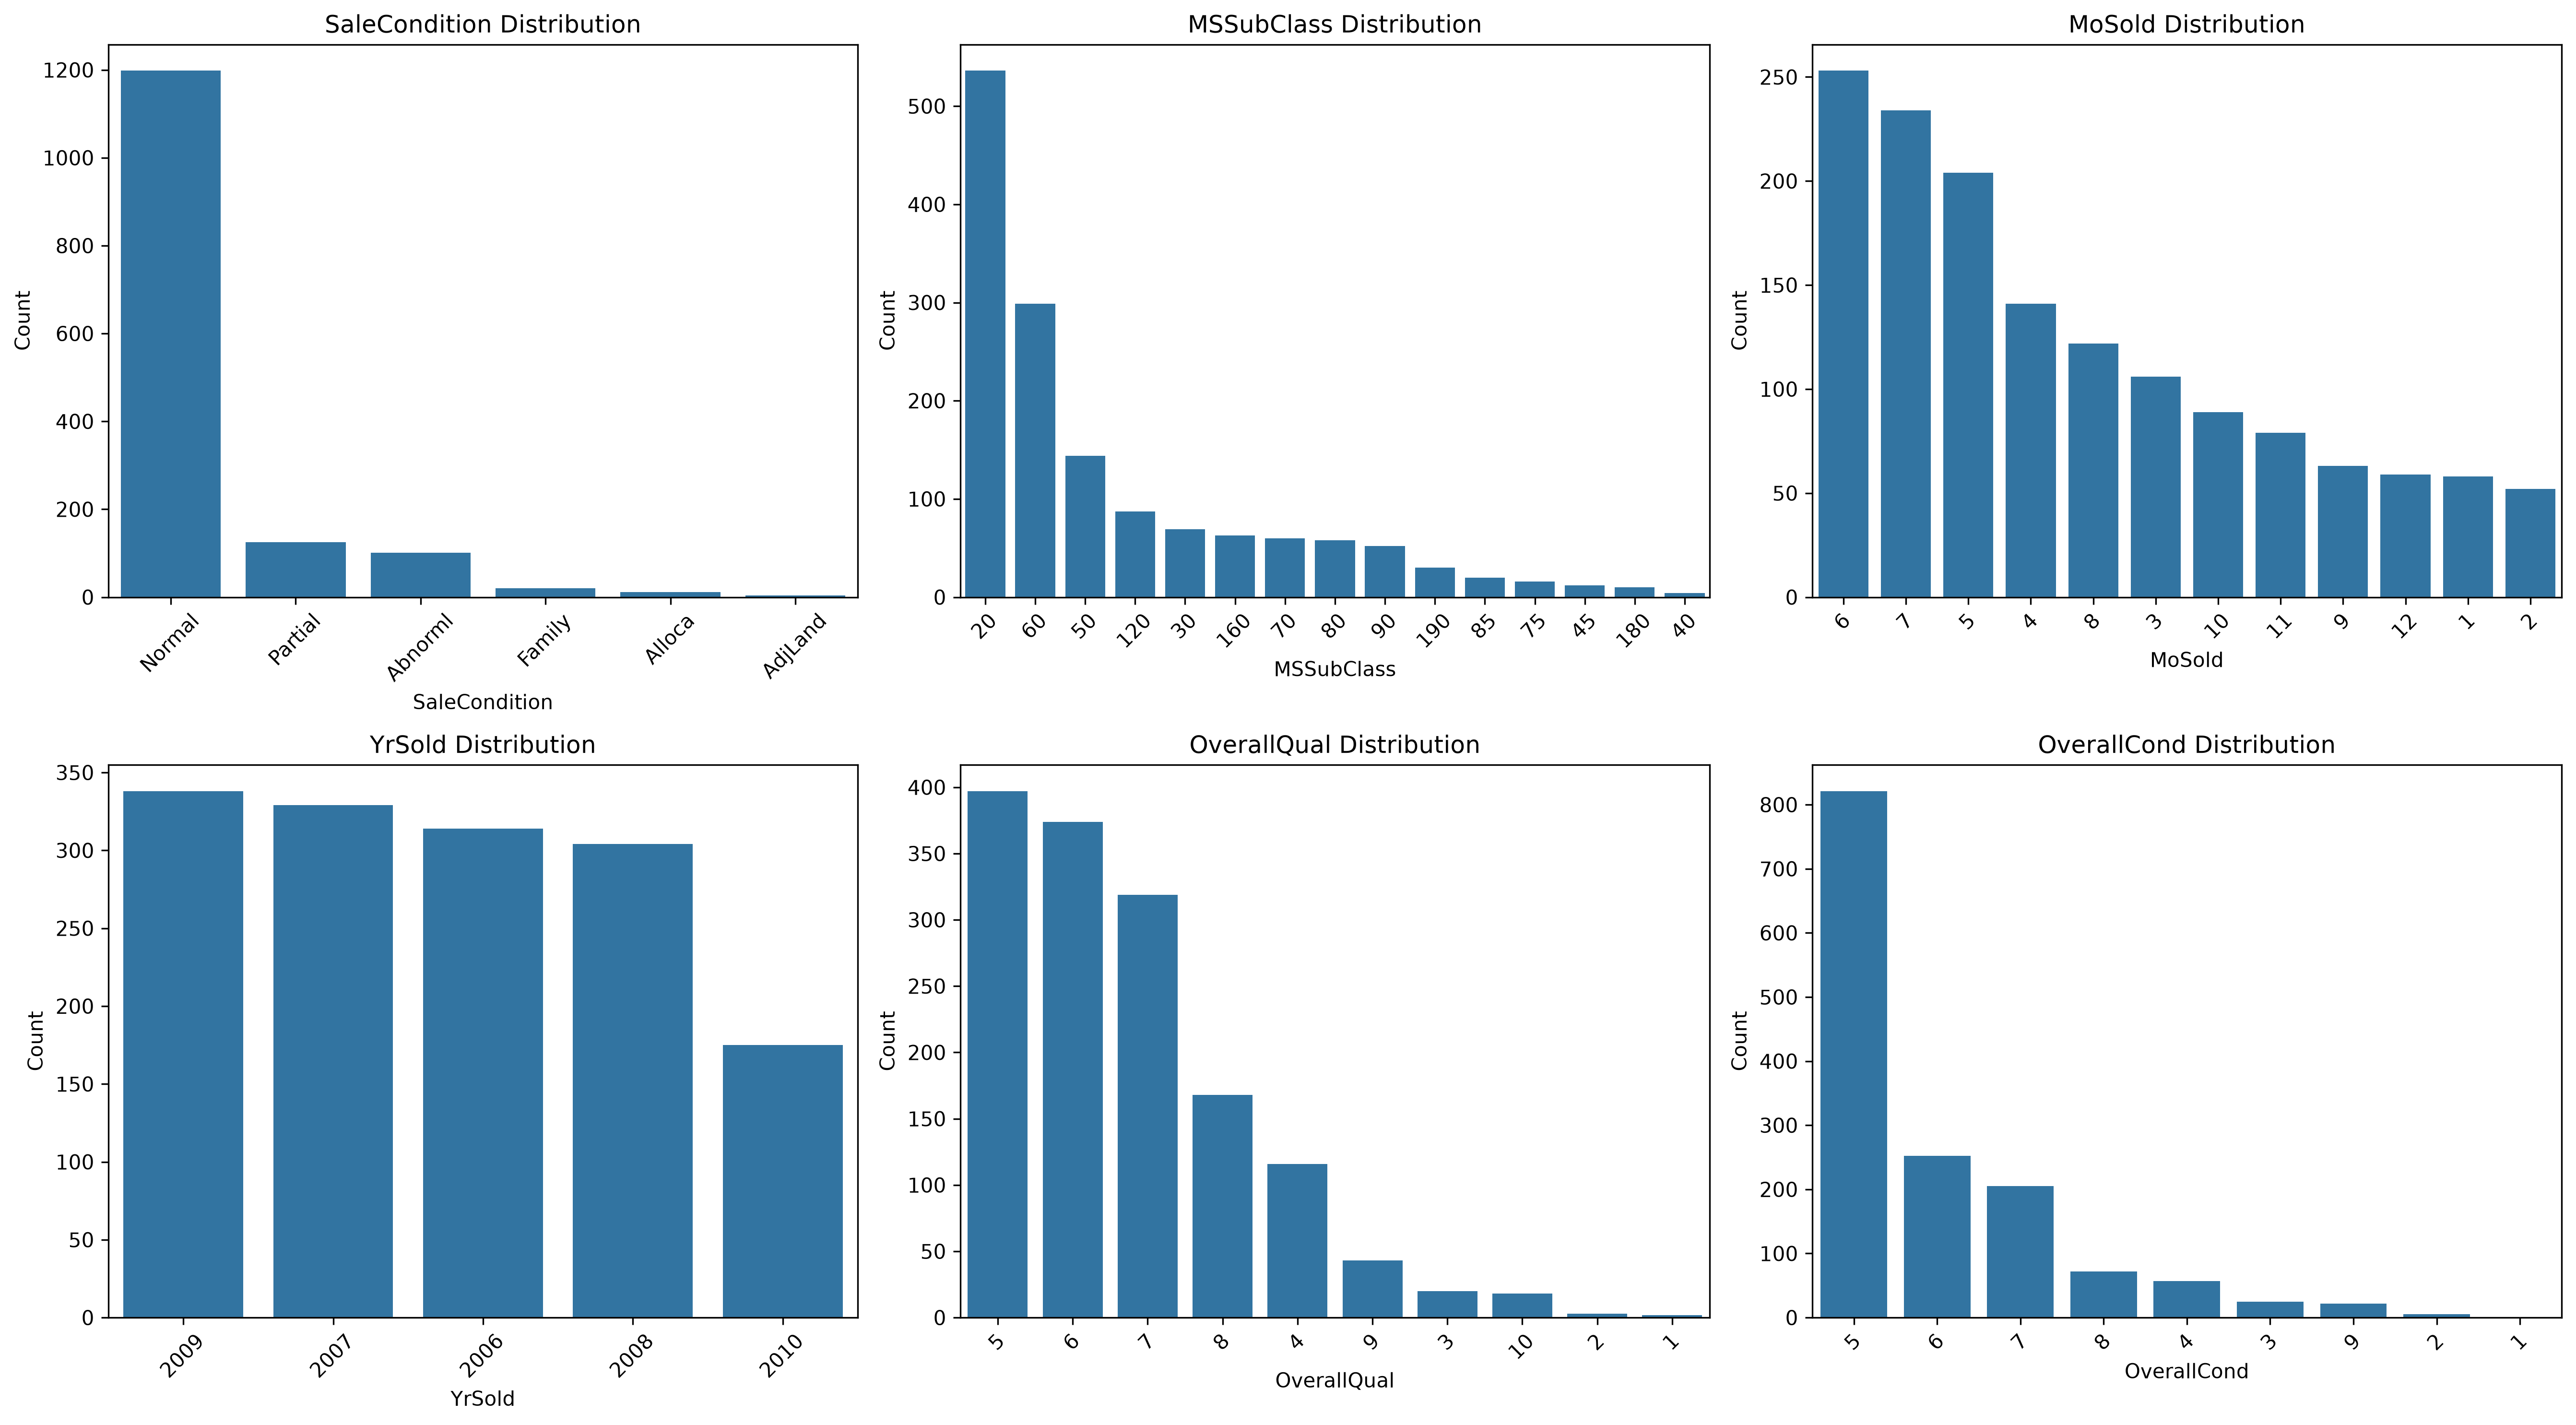 SaleCondition Distribution
1200
1000
800
600
400
200
0
Count
Normal Partial Abnorml Family Alloca AdjLand
SaleCondition
MSSubClass Distribution
500
400
300
200
100
0
Count
20 60 50 120 30 160 70 80 90 190 85 75 45 180 40
MSSubClass
MoSold Distribution
250
200
150
100
50
0
Count
6 7 5 4 8 3 10 11 9 12 1 2
MoSold
YrSold Distribution
350
300
250
200
150
100
50
0
Count
2009 2007 2006 2008 2010
YrSold
OverallQual Distribution
400
350
300
250
200
150
100
50
0
Count
5 6 7 8 4 9 3 10 2 1
OverallQual
OverallCond Distribution
800
700
600
500
400
300
200
100
0
Count
5 6 7 8 4 3 9 2 1
OverallCond